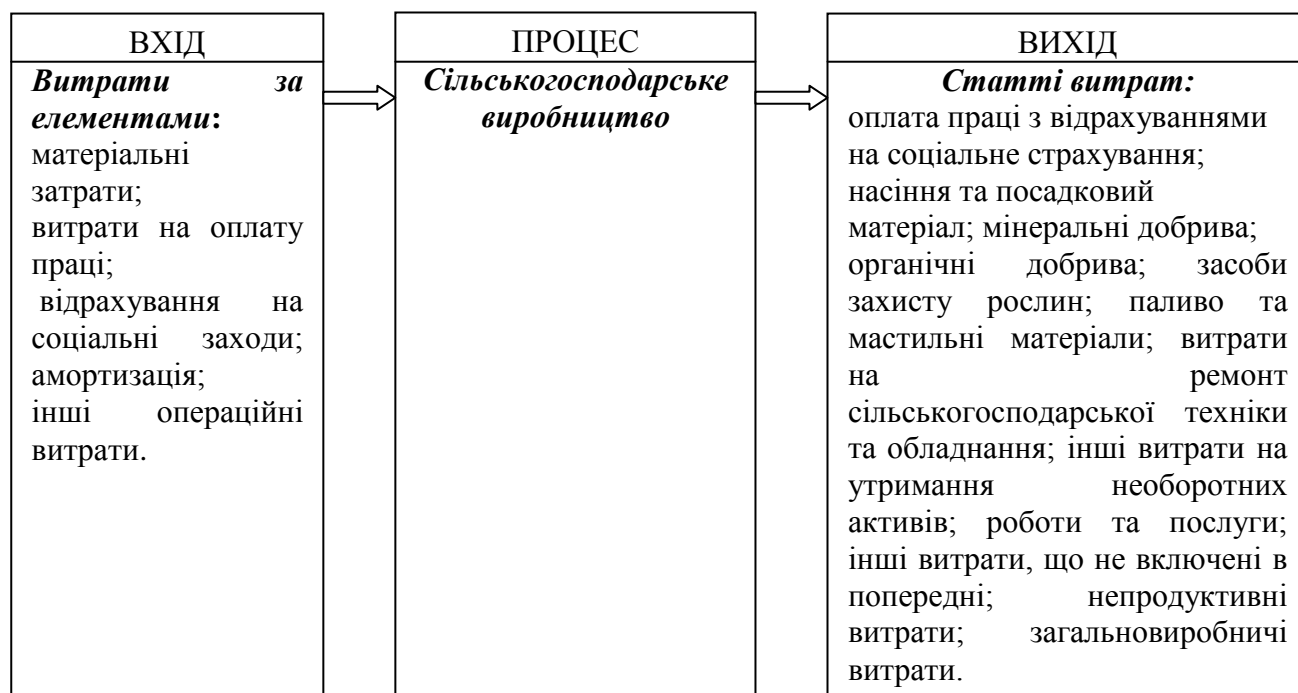 ВХІД
Витрати за
елементами:
матеріальні
затрати;
витрати на оплату
праці;
відрахування на
соціальні заходи;
амортизація;
інші операційні
витрати.
ПРОЦЕС
Сільськогосподарське
виробництво
ВИХІД
Статті витрат:
оплата праці з відрахуваннями
на соціальне страхування;
насіння та посадковий
матеріал; мінеральні добрива;
органічні добрива; засоби
захисту рослин; паливо та
мастильні матеріали; витрати
на ремонт
сільськогосподарської техніки
та обладнання; інші витрати на
утримання необоротних
активів; роботи та послуги;
інші витрати, що не включені в
попередні; непродуктивні
витрати; загальновиробничі
витрати.